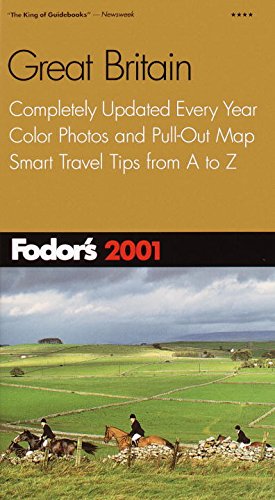 "The King of Guidebooks" — Newsweek ★★★★
Great Britain
Completely Updated Every Year
Color Photos and Pull-Out Map
Smart Travel Tips from A to Z
Fodor's 2001